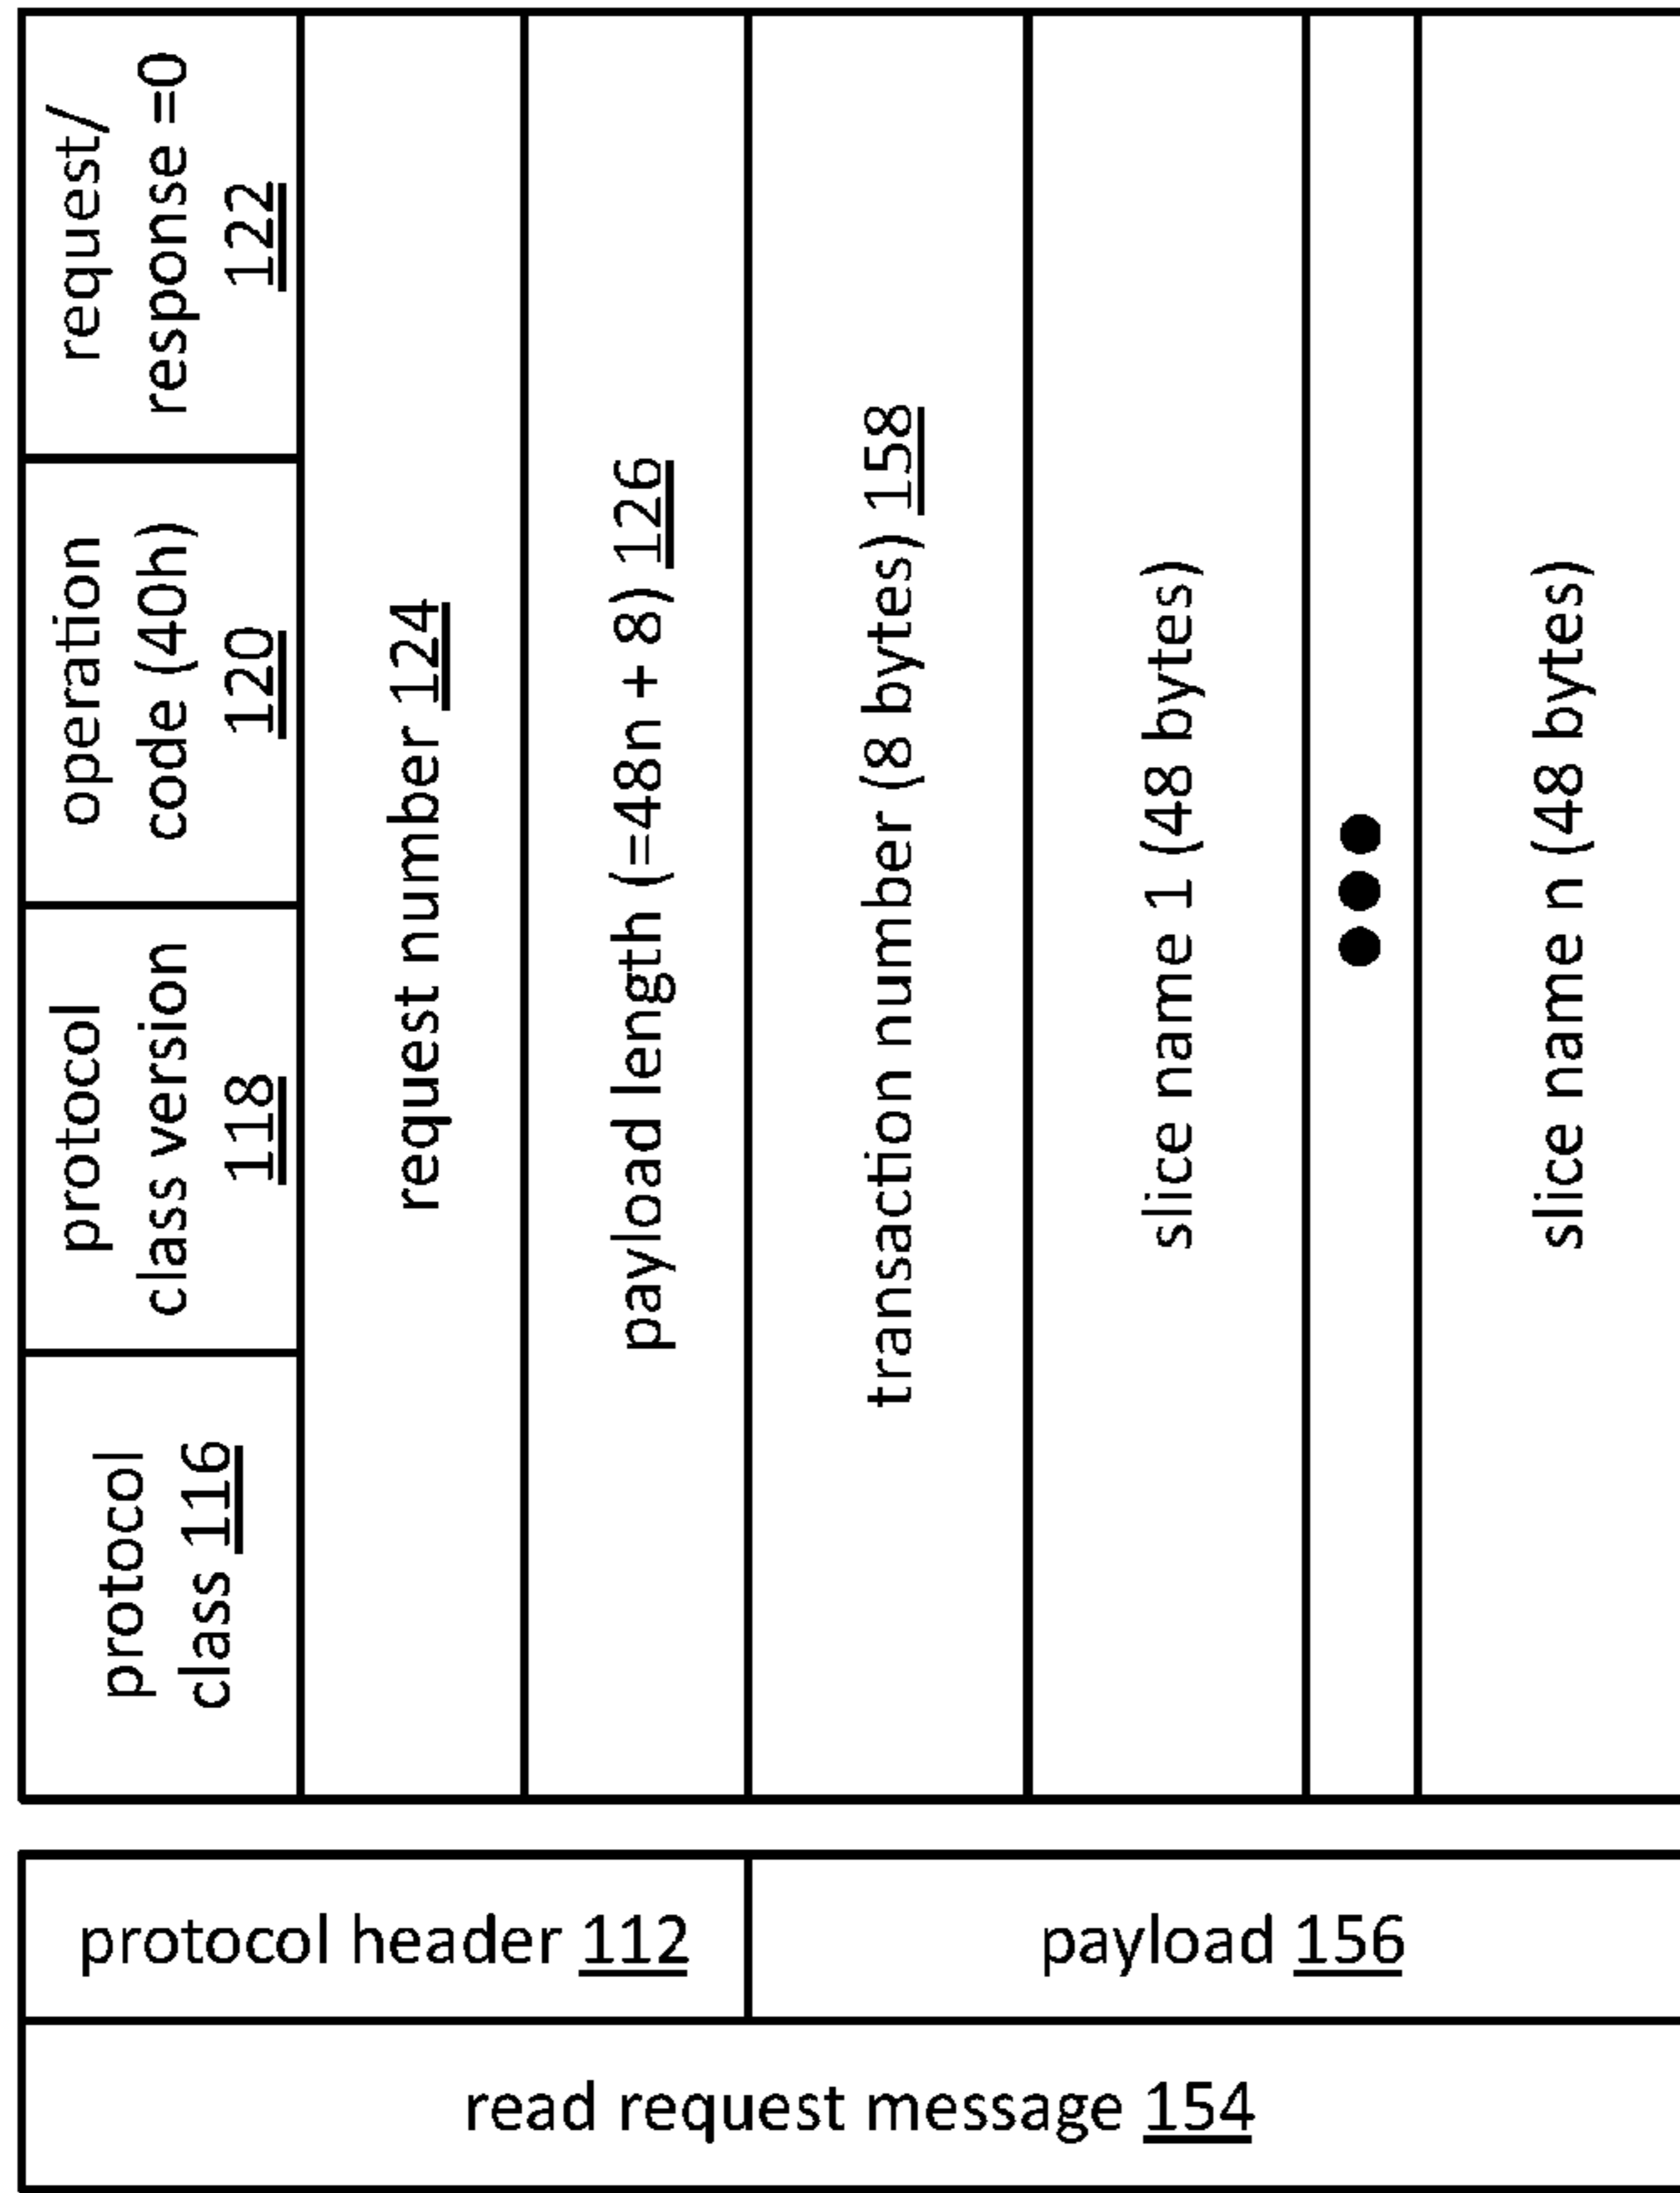 protocol
class 116
protocol
class version
118
operation
code (40h)
120
request/
response =0
122
request number 124
payload length (=48n + 8) 126
transaction number (8 bytes) 158
slice name 1 (48 bytes)
slice name n (48 bytes)
protocol header 112
payload 156
read request message 154